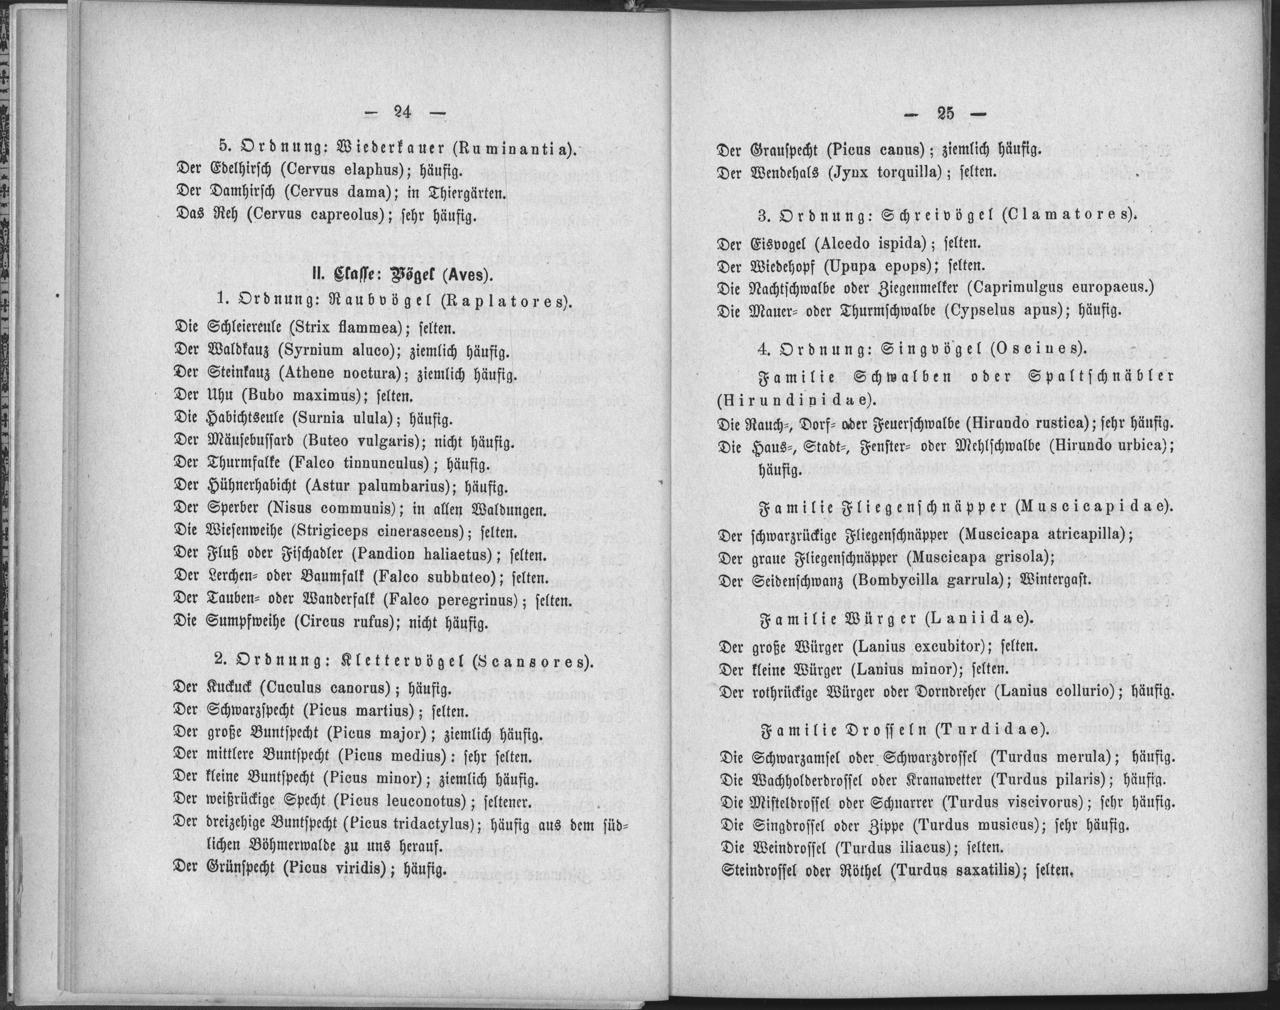 — 24 —
5. Ordnung: Wiederkauer (Ruminantia).
Der Edelhirsch (Cervus elaphus); häufig.
Der Damhirsch (Cervus dama); in Thiergärten.
Das Reh (Cervus capreolus); sehr häufig.
II. Classe: Vögel (Aves).
1. Ordnung: Raubvögel (Raplatores).
Die Schleiereule (Strix flammea); selten.
Der Waldkauz (Syrnium aluco); ziemlich häufig.
Der Steinkauz (Athene noctura); ziemlich häufig.
Der Uhu (Bubo maximus); selten.
Die Habichtseule (Surnia ulula); häufig.
Der Mäusebussard (Buteo vulgaris); nicht häufig.
Der Thurmfalke (Falco tinnunculus); häufig.
Der Hühnerhabicht (Astur palumbarius); häufig.
Der Sperber (Nisus communis); in allen Waldungen.
Die Wiesenweihe (Strigiceps cinerascens); selten.
Der Fluß oder Fischadler (Pandion haliaetus); selten.
Der Lerchen- oder Baumfalk (Falco subbuteo); selten.
Der Tauben- oder Wanderfalk (Falco peregrinus); selten.
Die Sumpfweihe (Circus rufus); nicht häufig.
2. Ordnung: Klettervögel (Scansores).
Der Kuckuck (Cuculus canorus); häufig.
Der Schwarzspecht (Picus martius); selten.
Der große Buntspecht (Picus major); ziemlich häufig.
Der mittlere Buntspecht (Picus medius): sehr selten.
Der kleine Buntspecht (Picus minor); ziemlich häufig.
Der weißrückige Specht (Picus leuconotus); seltener.
Der dreizehige Buntspecht (Picus tridactylus); häufig aus dem süd-
lichen Böhmerwalde zu uns herauf.
Der Grünspecht (Picus viridis); häufig.
— 25 —
Der Grauspecht (Picus canus); ziemlich häufig.
Der Wendehals (Jynx torquilla); selten.
3. Ordnung: Schreivögel (Clamatores).
Der Eisvogel (Alcedo ispida); selten.
Der Wiedehopf (Upupa epops); selten.
Die Nachtschwalbe oder Ziegenmelker (Caprimulgus europaeus.)
Die Mauer- oder Thurmschwalbe (Cypselus apus); häufig.
4. Ordnung: Singvögel (Oscines).
Familie Schwalben oder Spaltschnäbler
(Hirundinidae).
Die Rauch-, Dorf- oder Feuerschwalbe (Hirundo rustica); sehr häufig.
Die Haus-, Stadt-, Fenster- oder Mehlschwalbe (Hirundo urbica);
häufig.
Familie Fliegenschnäpper (Muscicapidae).
Der schwarzrückige Fliegenschnäpper (Muscicapa atricapilla);
Der graue Fliegenschnäpper (Muscicapa grisola);
Der Seidenschwanz (Bombycilla garrula); Wintergast.
Familie Würger (Laniidae).
Der große Würger (Lanius excubitor); selten.
Der kleine Würger (Lanius minor); selten.
Der rothrückige Würger oder Dorndreher (Lanius collurio); häufig.
Familie Drosseln (Turdidae).
Die Schwarzamsel oder Schwarzdrossel (Turdus merula); häufig.
Die Wachholderdrossel oder Kranawetter (Turdus pilaris); häufig.
Die Misteldrossel oder Schnarrer (Turdus viscivorus); sehr häufig.
Die Singdrossel oder Zippe (Turdus musicus); sehr häufig.
Die Weindrossel (Turdus iliacus); selten.
Steindrossel oder Röthel (Turdus saxatilis); selten.